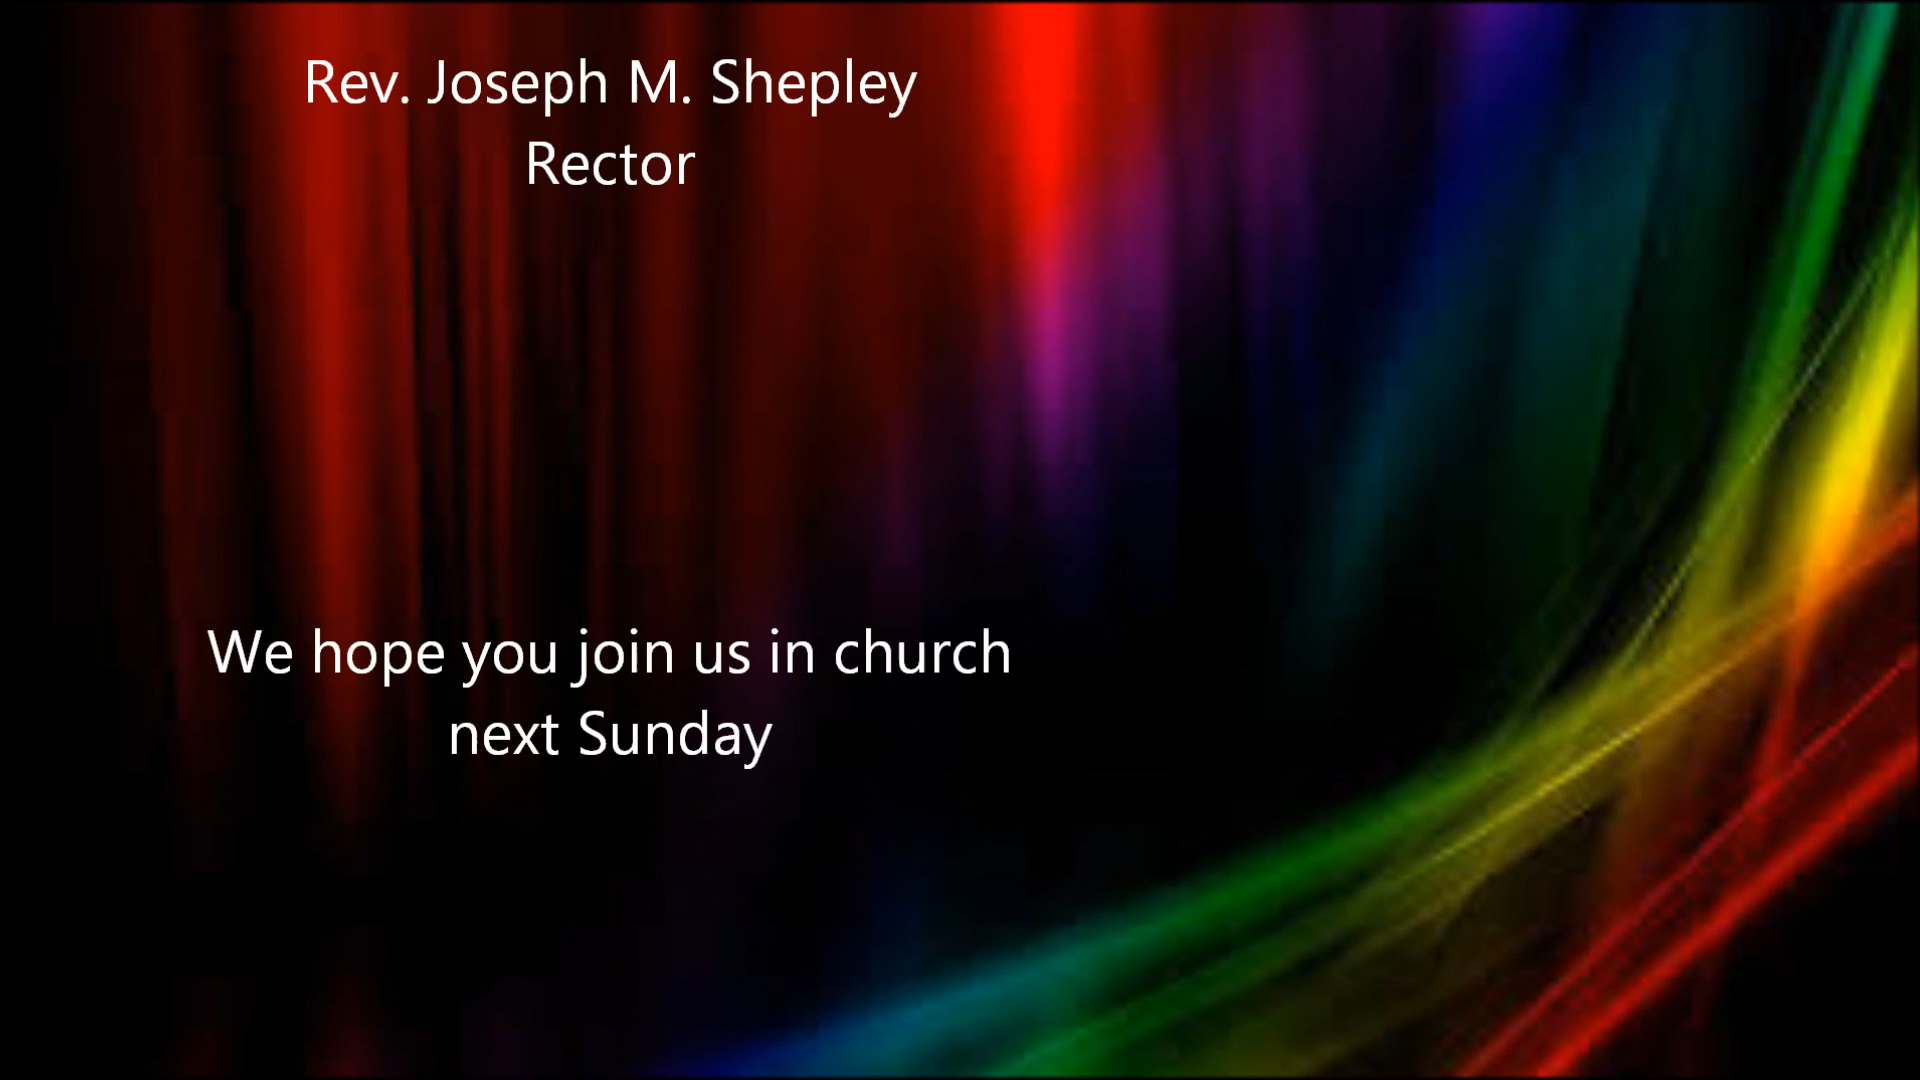 Rev. Joseph M. Shepley
Rector
We hope you join us in church
next Sunday